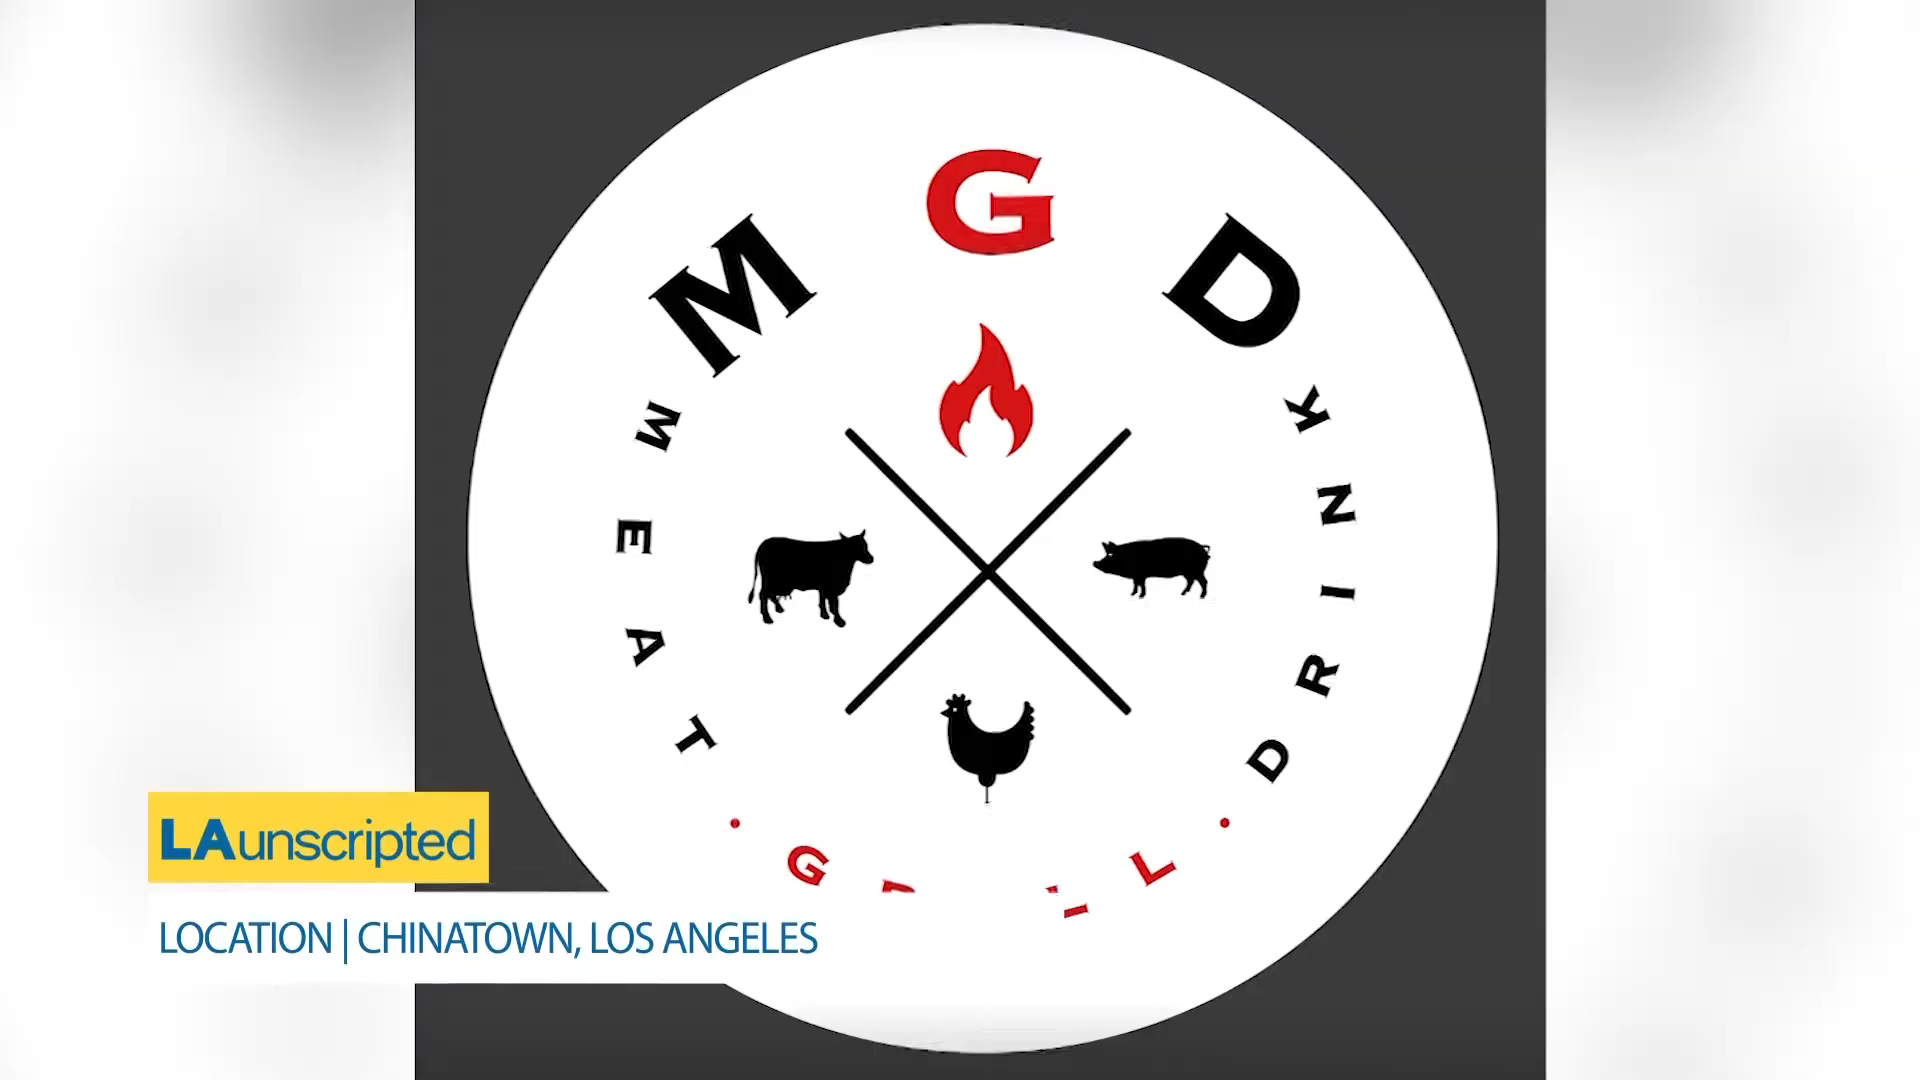 M G D
MEAT · G L · DRINK
LAunscripted
LOCATION | CHINATOWN, LOS ANGELES